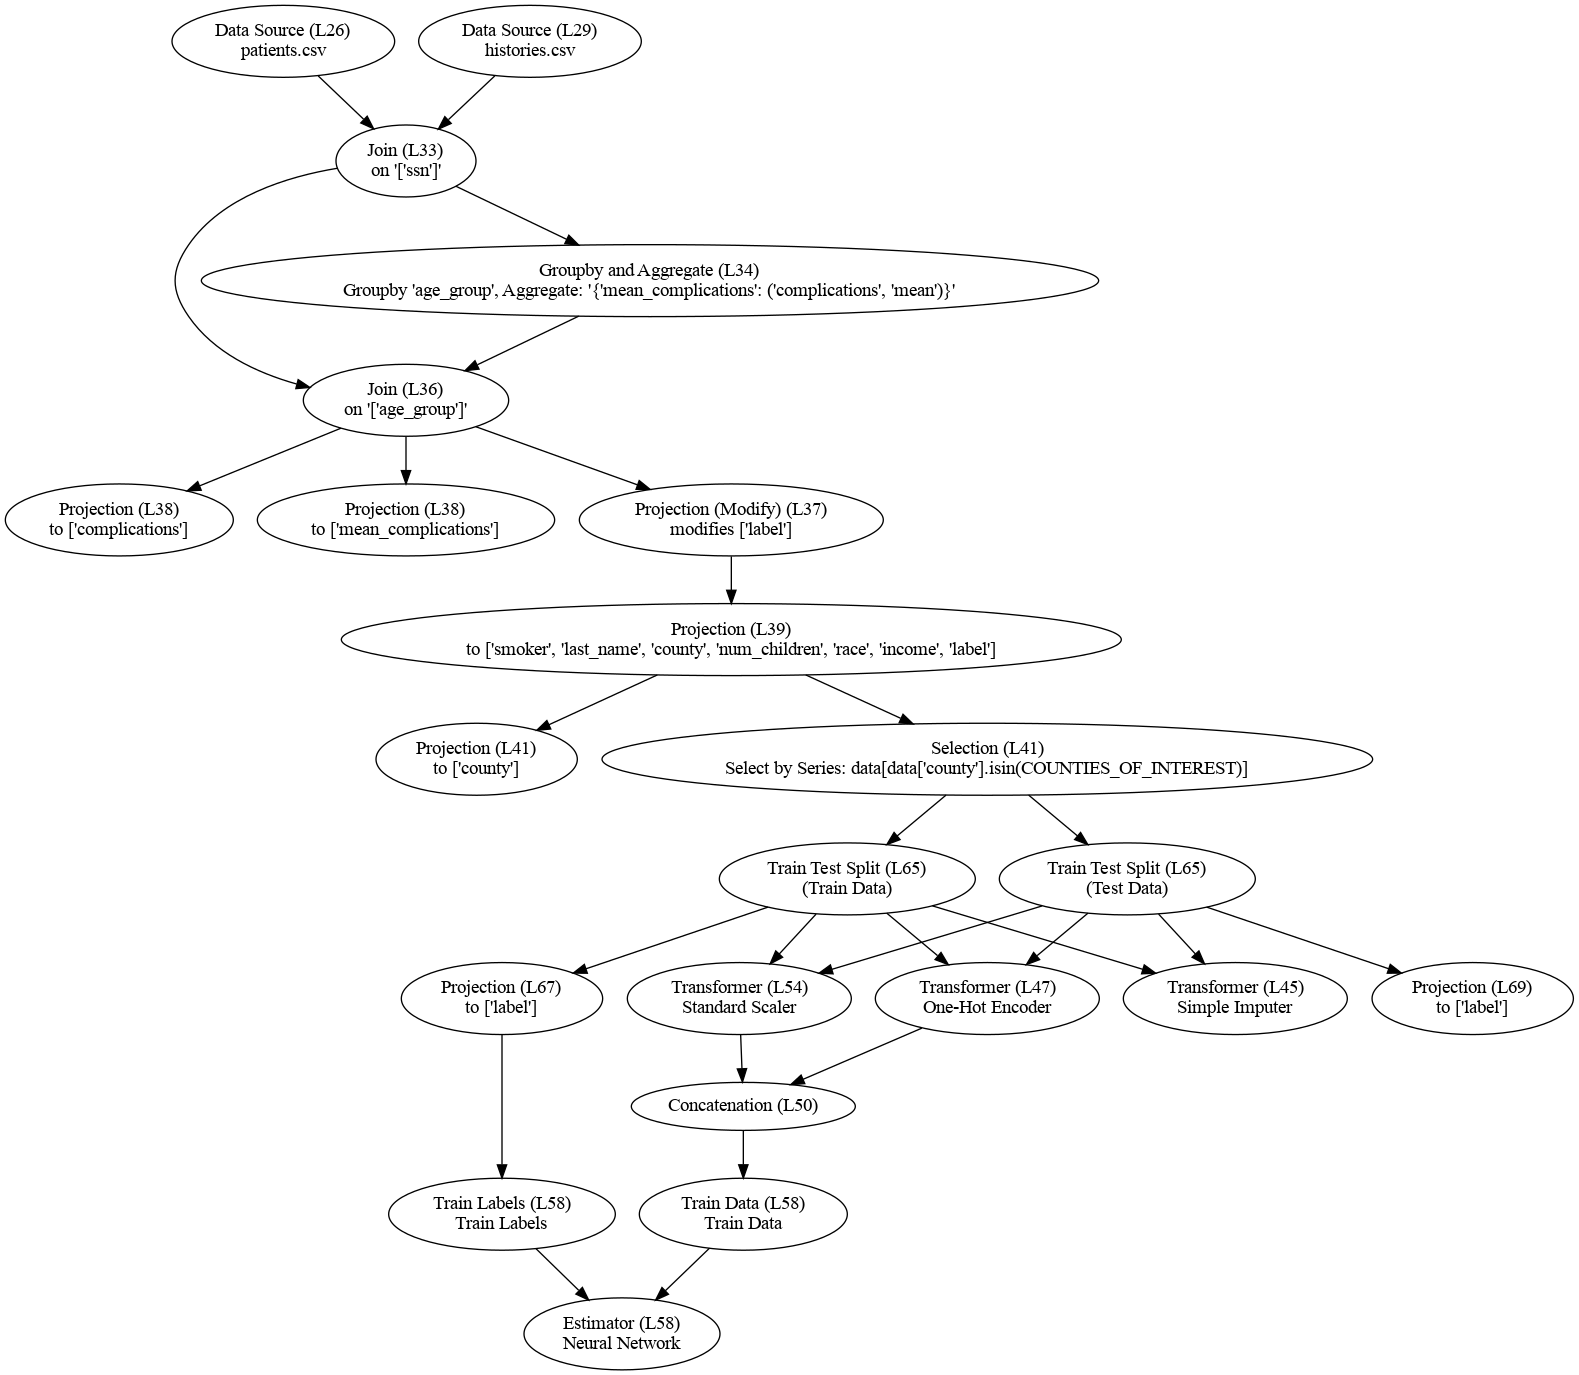 Data Source (L26)
patients.csv
Data Source (L29)
histories.csv
Join (L33)
on '['ssn']'
Groupby and Aggregate (L34)
Groupby 'age_group', Aggregate: '{'mean_complications': ('complications', 'mean')}'
Join (L36)
on '['age_group']'
Projection (L38)
to ['complications']
Projection (L38)
to ['mean_complications']
Projection (Modify) (L37)
modifies ['label']
Projection (L39)
to ['smoker', 'last_name', 'county', 'num_children', 'race', 'income', 'label']
Projection (L41)
to ['county']
Selection (L41)
Select by Series: data[data['county'].isin(COUNTIES_OF_INTEREST)]
Train Test Split (L65)
(Train Data)
Train Test Split (L65)
(Test Data)
Projection (L67)
to ['label']
Transformer (L54)
Standard Scaler
Transformer (L47)
One-Hot Encoder
Transformer (L45)
Simple Imputer
Projection (L69)
to ['label']
Concatenation (L50)
Train Labels (L58)
Train Labels
Train Data (L58)
Train Data
Estimator (L58)
Neural Network